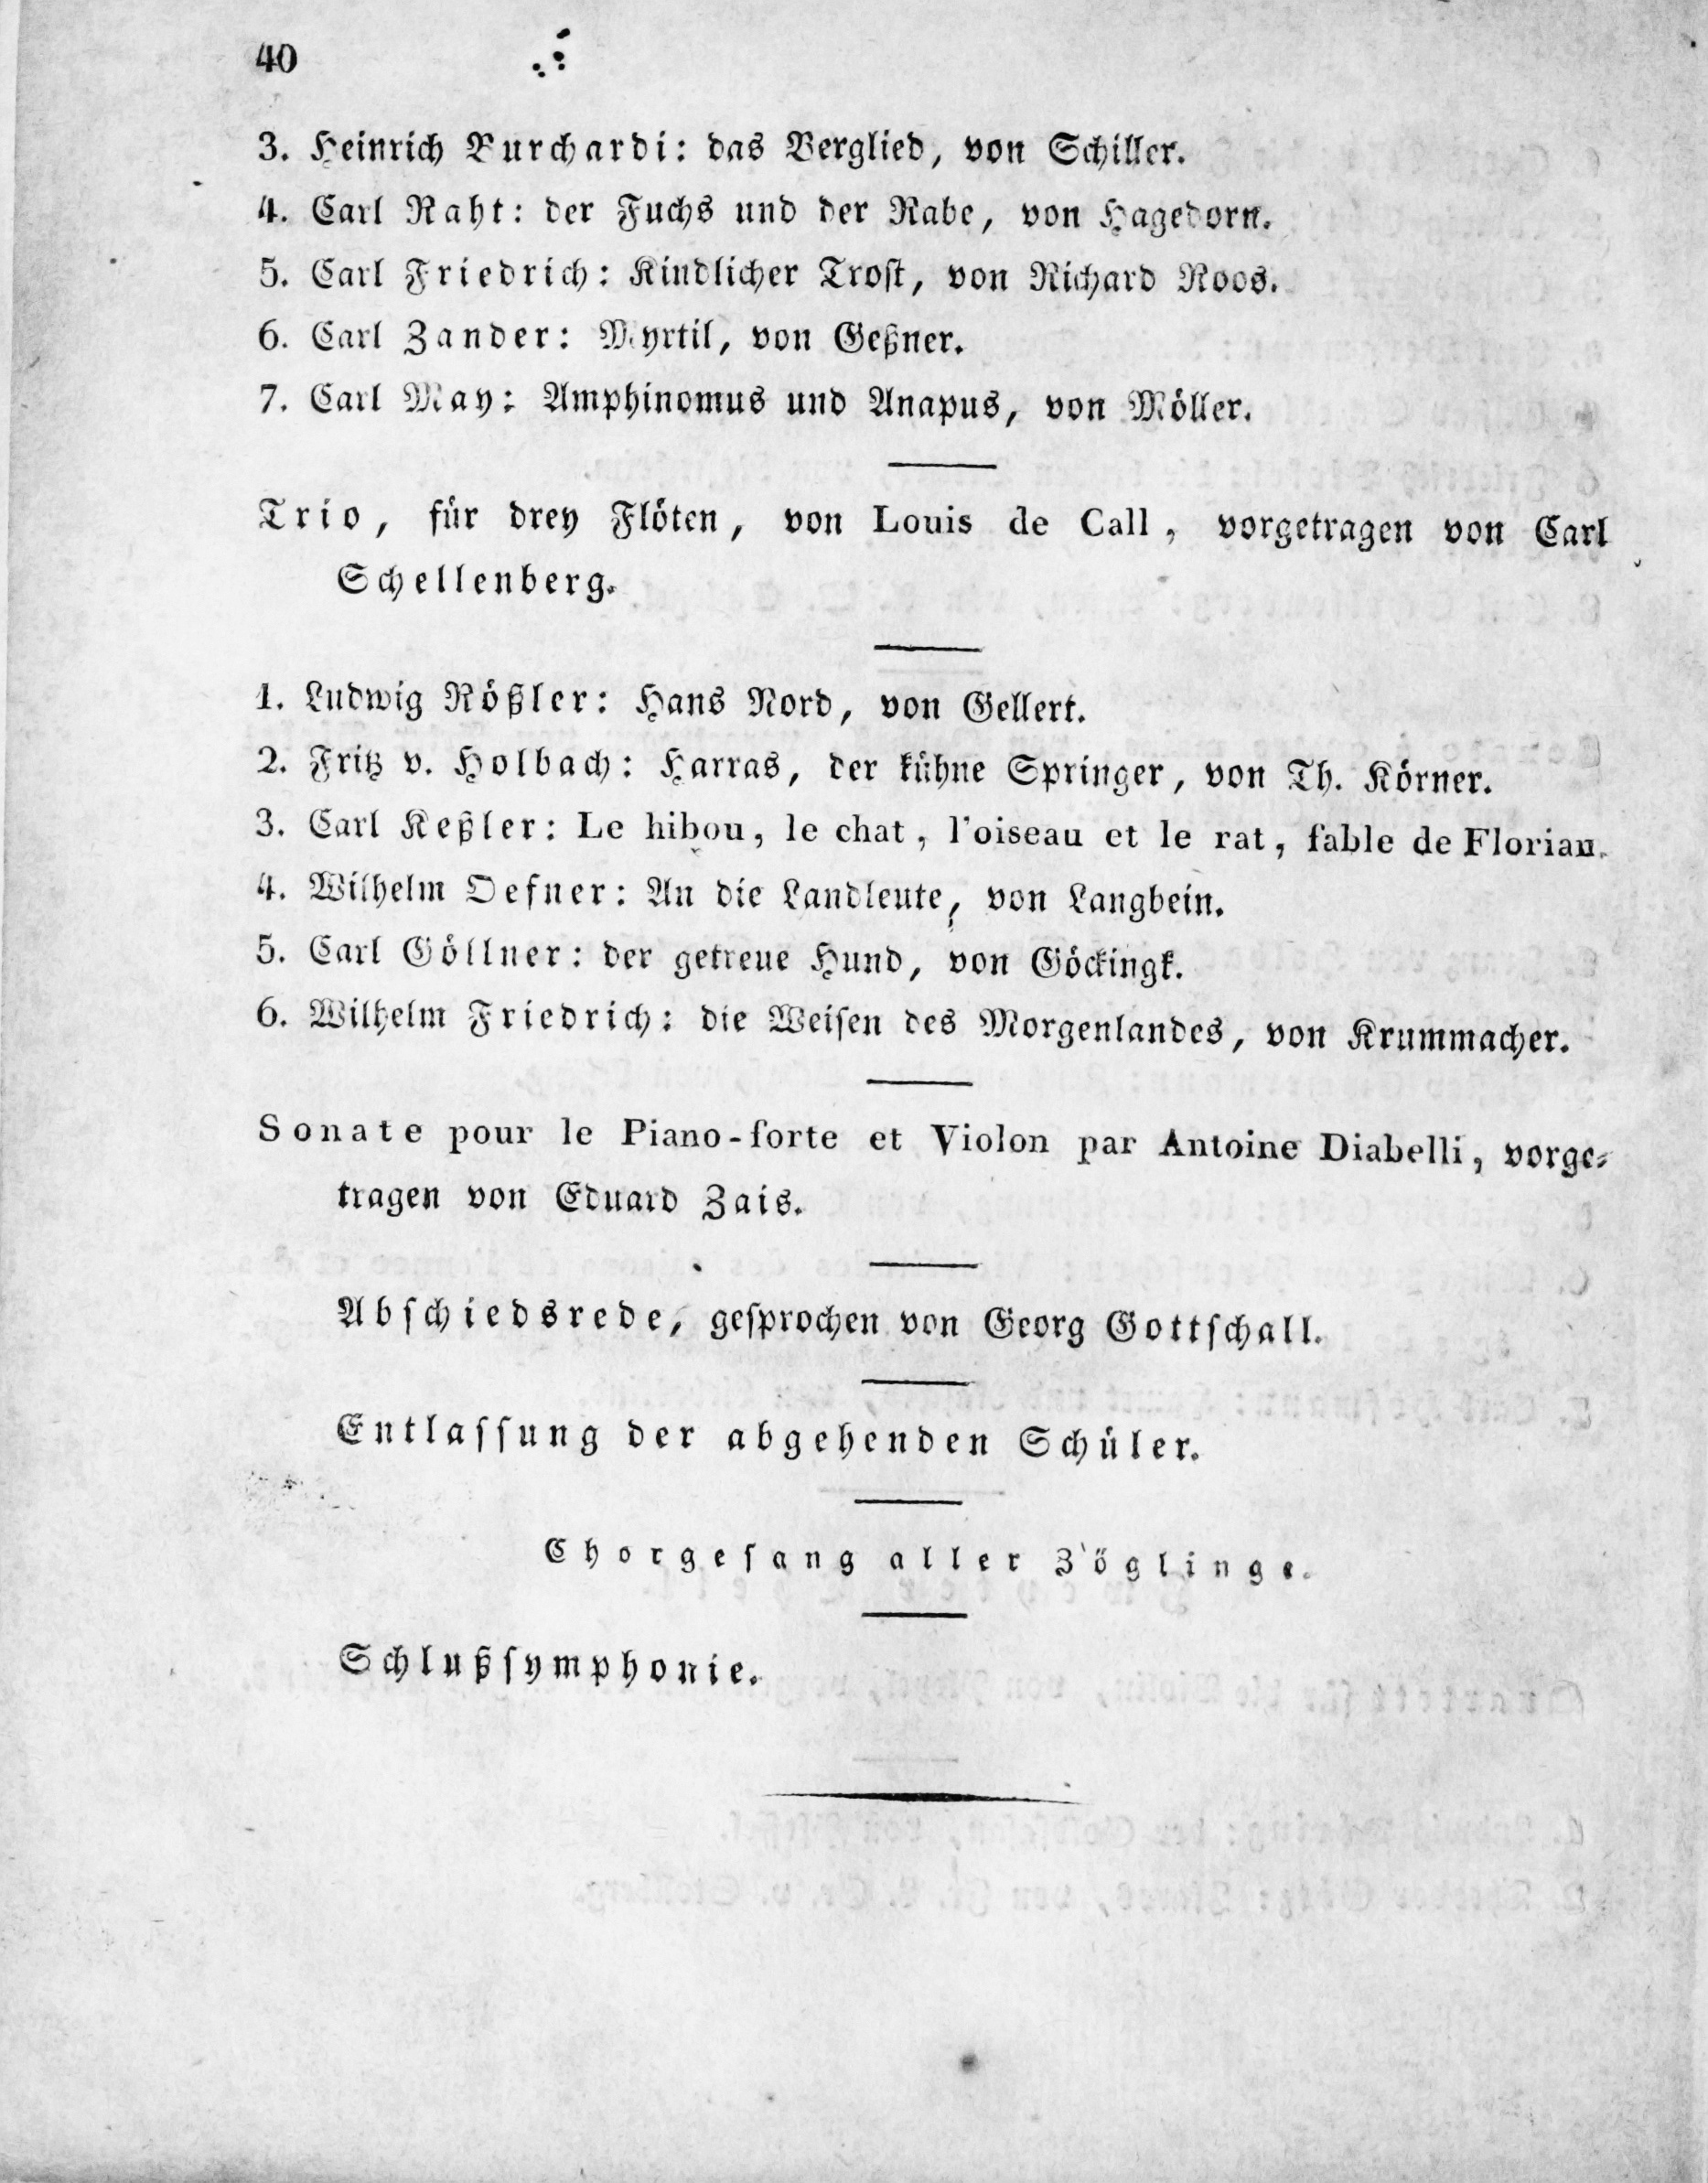 40
3. Heinrich Burchardi: das Berglied, von Schiller.
4. Carl Raht: der Fuchs und der Rabe, von Hagedorn.
5. Carl Friedrich: Kindlicher Trost, von Richard Roos.
6. Carl Zander: Myrtil, von Geßner.
7. Carl May: Amphinomus und Anapus, von Möller.
Trio, für drey Flöten, von Louis de Call, vorgetragen von Carl
Schellenberg.
1. Ludwig Rößler: Hans Nord, von Gellert.
2. Fritz v. Holbach: Harras, der kühne Springer, von Th. Körner.
3. Carl Keßler: Le hibou, le chat, l'oiseau et le rat, fable de Florian.
4. Wilhelm Oefner: An die Landleute, von Langbein.
5. Carl Göllner: der getreue Hund, von Göckingk.
6. Wilhelm Friedrich: die Weiſen des Morgenlandes, von Krummacher.
Sonate pour le Piano-forte et Violon par Antoine Diabelli, vorge-
tragen von Eduard Zais.
Abſchiedsrede, geſprochen von Georg Gottſchall.
Entlaſſung der abgehenden Schüler.
Chorgeſang aller Zöglinge.
Schlußſymphonie.